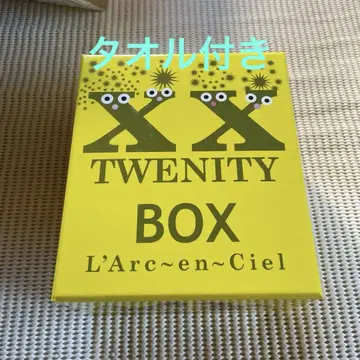 タオル付き
XX
TWENITY
BOX
L'Arc~en~Ciel